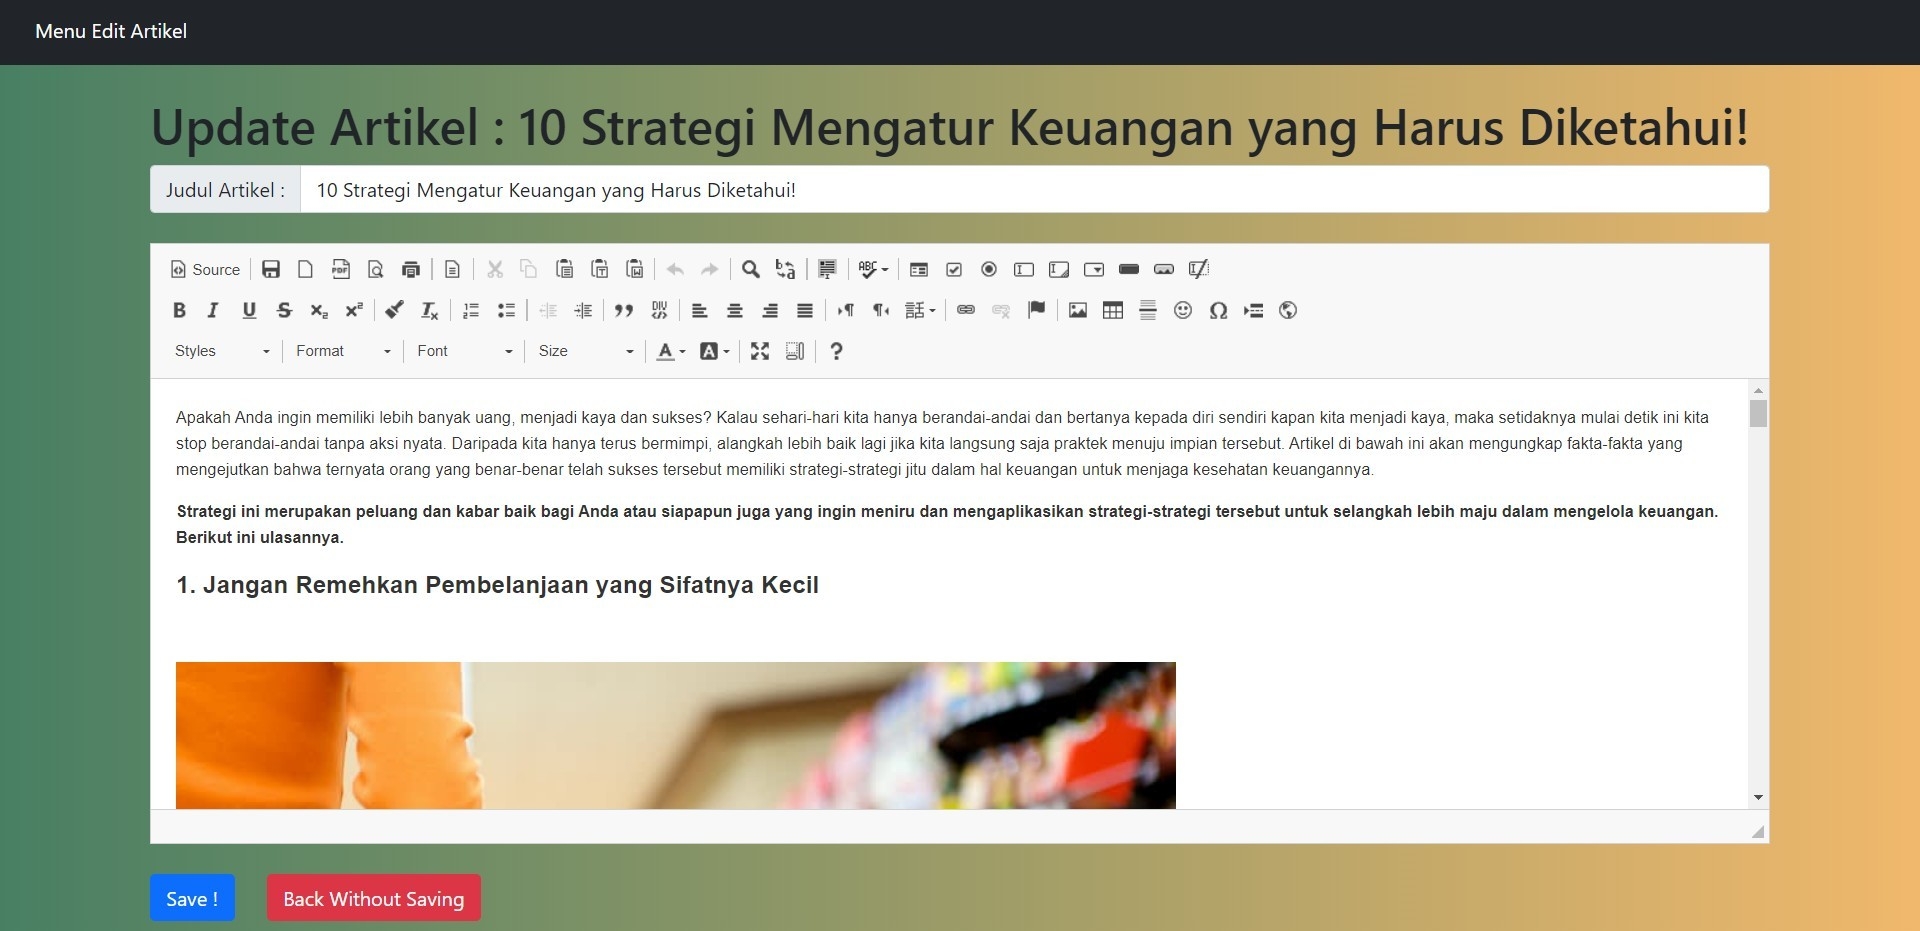 Menu Edit Artikel
Update Artikel : 10 Strategi Mengatur Keuangan yang Harus Diketahui!
Judul Artikel : 10 Strategi Mengatur Keuangan yang Harus Diketahui!
Source
Styles Format Font Size
Apakah Anda ingin memiliki lebih banyak uang, menjadi kaya dan sukses? Kalau sehari-hari kita hanya berandai-andai dan bertanya kepada diri sendiri kapan kita menjadi kaya, maka setidaknya mulai detik ini kita
stop berandai-andai tanpa aksi nyata. Daripada kita hanya terus bermimpi, alangkah lebih baik lagi jika kita langsung saja praktek menuju impian tersebut. Artikel di bawah ini akan mengungkap fakta-fakta yang
mengejutkan bahwa ternyata orang yang benar-benar telah sukses tersebut memiliki strategi-strategi jitu dalam hal keuangan untuk menjaga kesehatan keuangannya.
Strategi ini merupakan peluang dan kabar baik bagi Anda atau siapapun juga yang ingin meniru dan mengaplikasikan strategi-strategi tersebut untuk selangkah lebih maju dalam mengelola keuangan.
Berikut ini ulasannya.
1. Jangan Remehkan Pembelanjaan yang Sifatnya Kecil
Save ! Back Without Saving